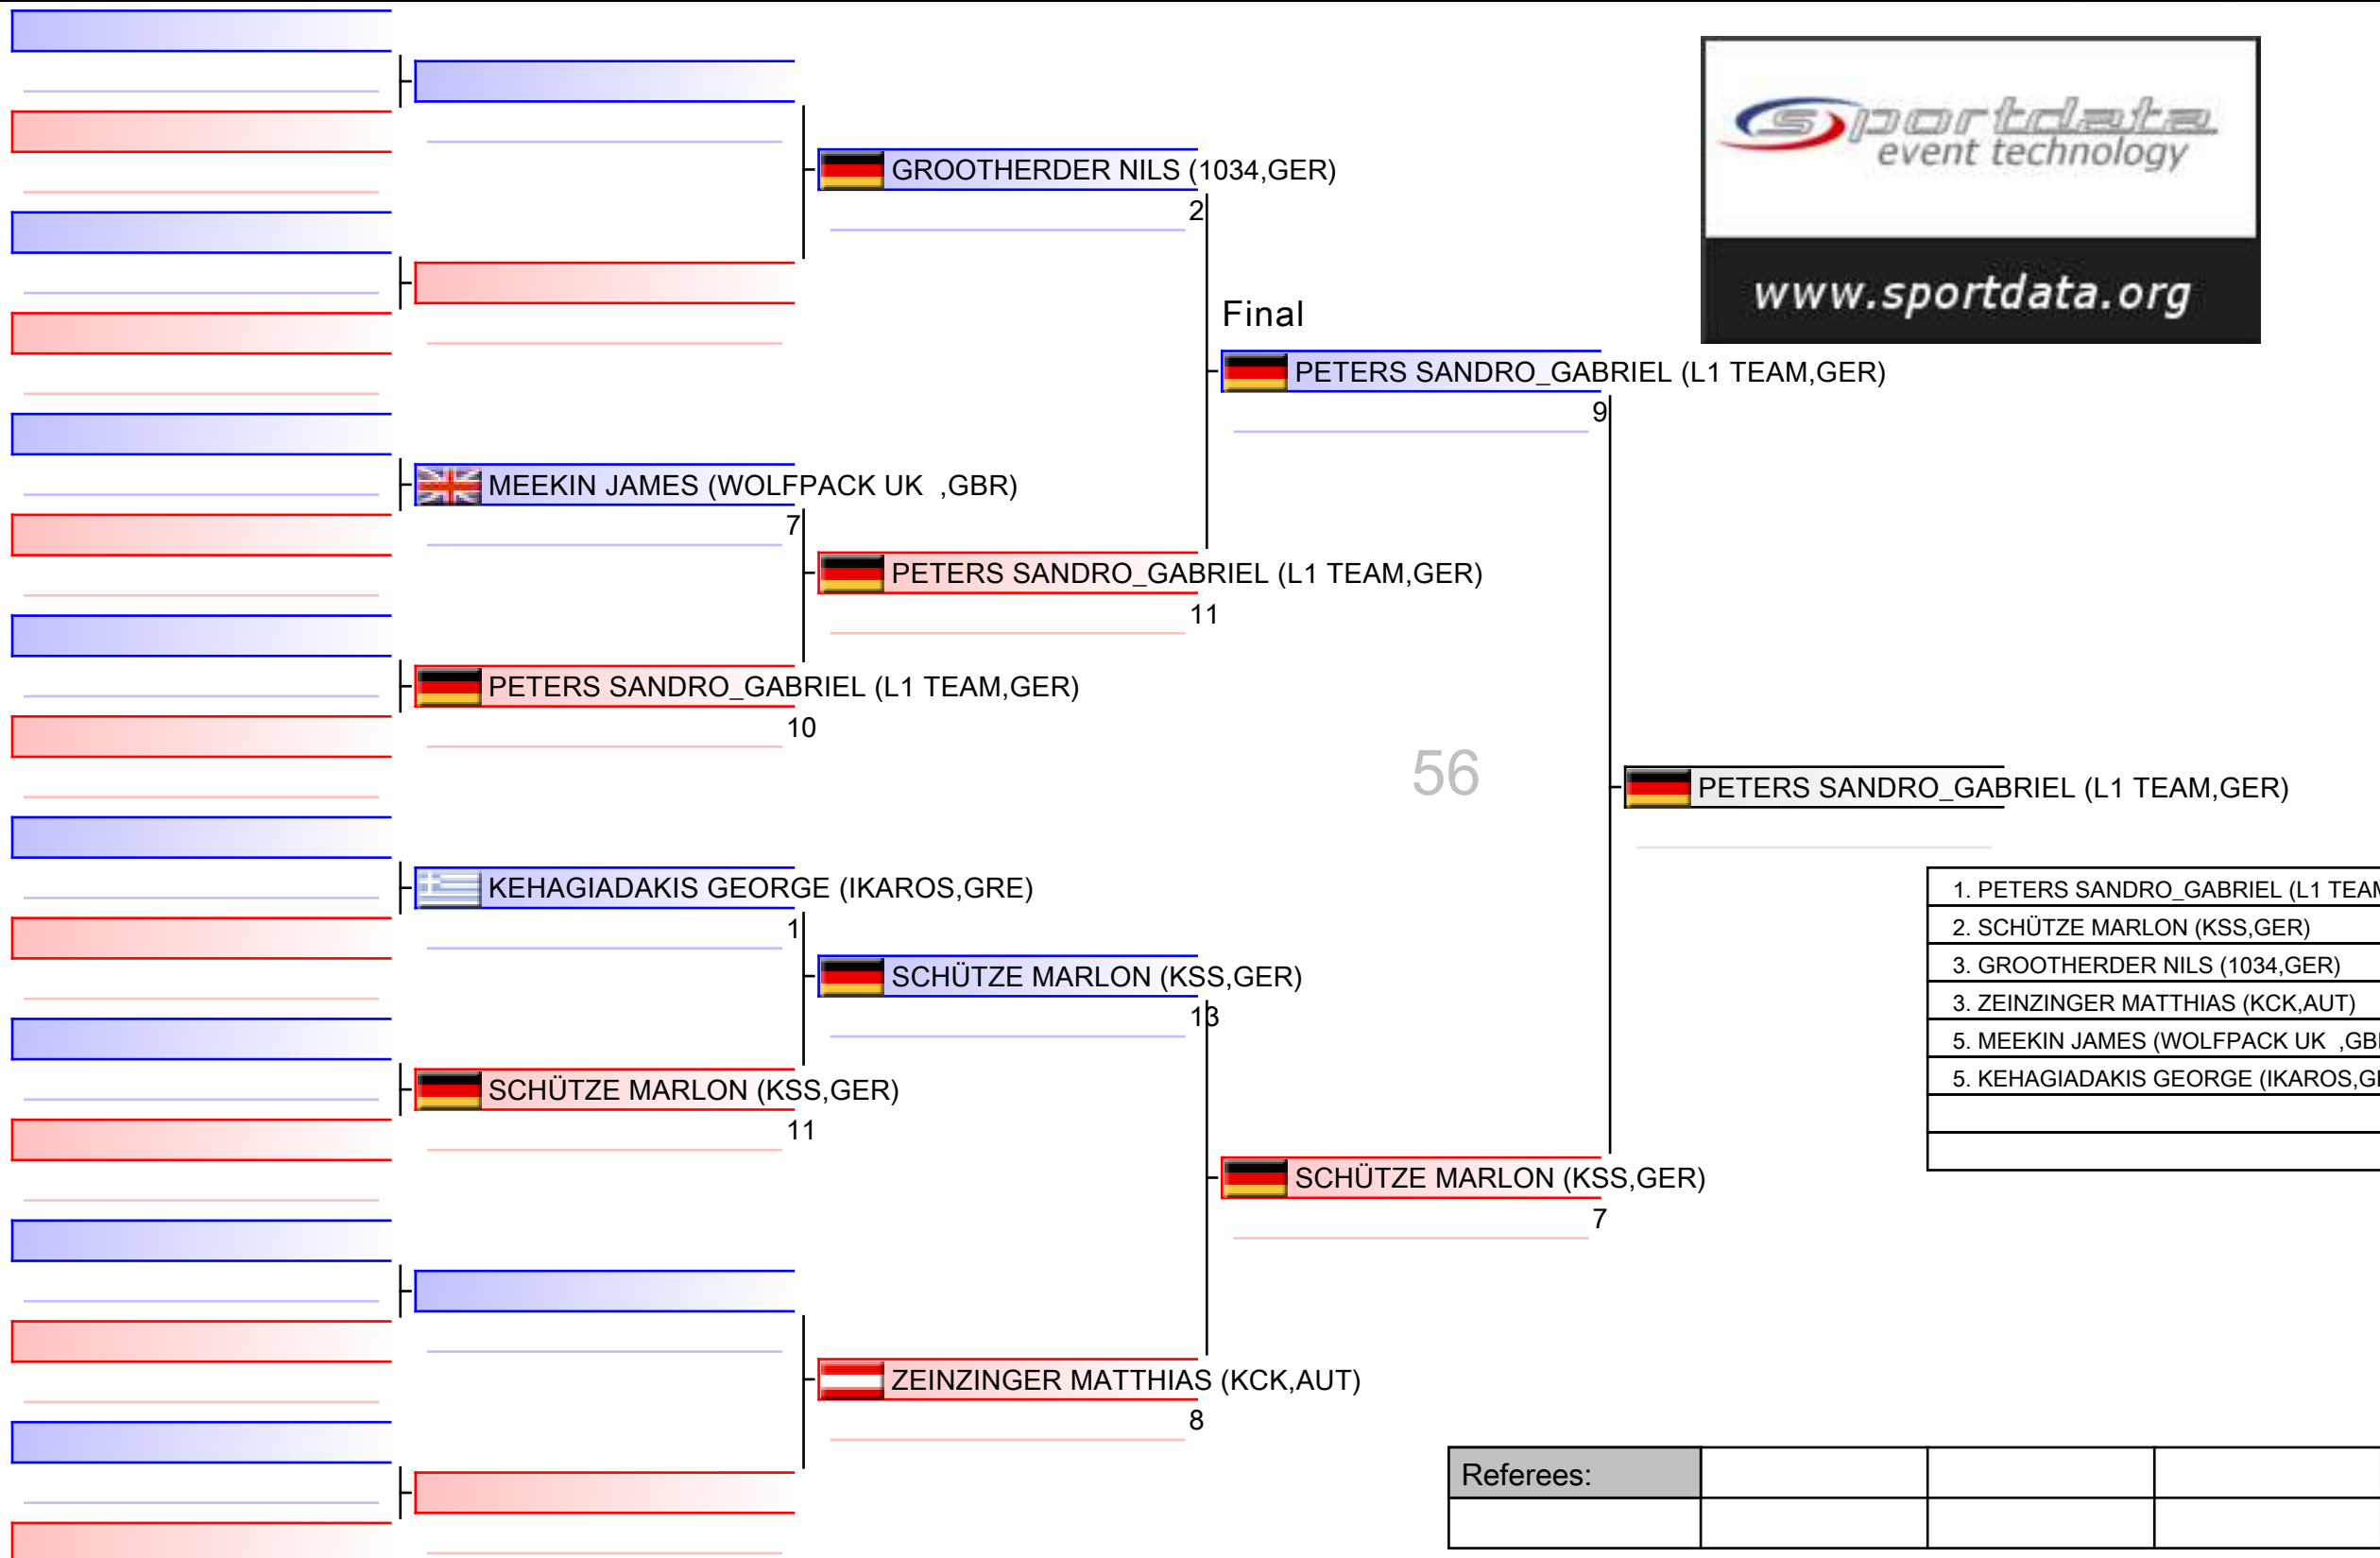 sportdata
event technology
www.sportdata.org
GROOTHERDER NILS (1034,GER)
2
Final
PETERS SANDRO_GABRIEL (L1 TEAM,GER)
9
MEEKIN JAMES (WOLFPACK UK  ,GBR)
7
PETERS SANDRO_GABRIEL (L1 TEAM,GER)
11
PETERS SANDRO_GABRIEL (L1 TEAM,GER)
10
56
PETERS SANDRO_GABRIEL (L1 TEAM,GER)
KEHAGIADAKIS GEORGE (IKAROS,GRE)
1
SCHÜTZE MARLON (KSS,GER)
13
SCHÜTZE MARLON (KSS,GER)
11
SCHÜTZE MARLON (KSS,GER)
7
ZEINZINGER MATTHIAS (KCK,AUT)
8
1. PETERS SANDRO_GABRIEL (L1 TEAM
2. SCHÜTZE MARLON (KSS,GER)
3. GROOTHERDER NILS (1034,GER)
3. ZEINZINGER MATTHIAS (KCK,AUT)
5. MEEKIN JAMES (WOLFPACK UK  ,GB
5. KEHAGIADAKIS GEORGE (IKAROS,G
Referees: